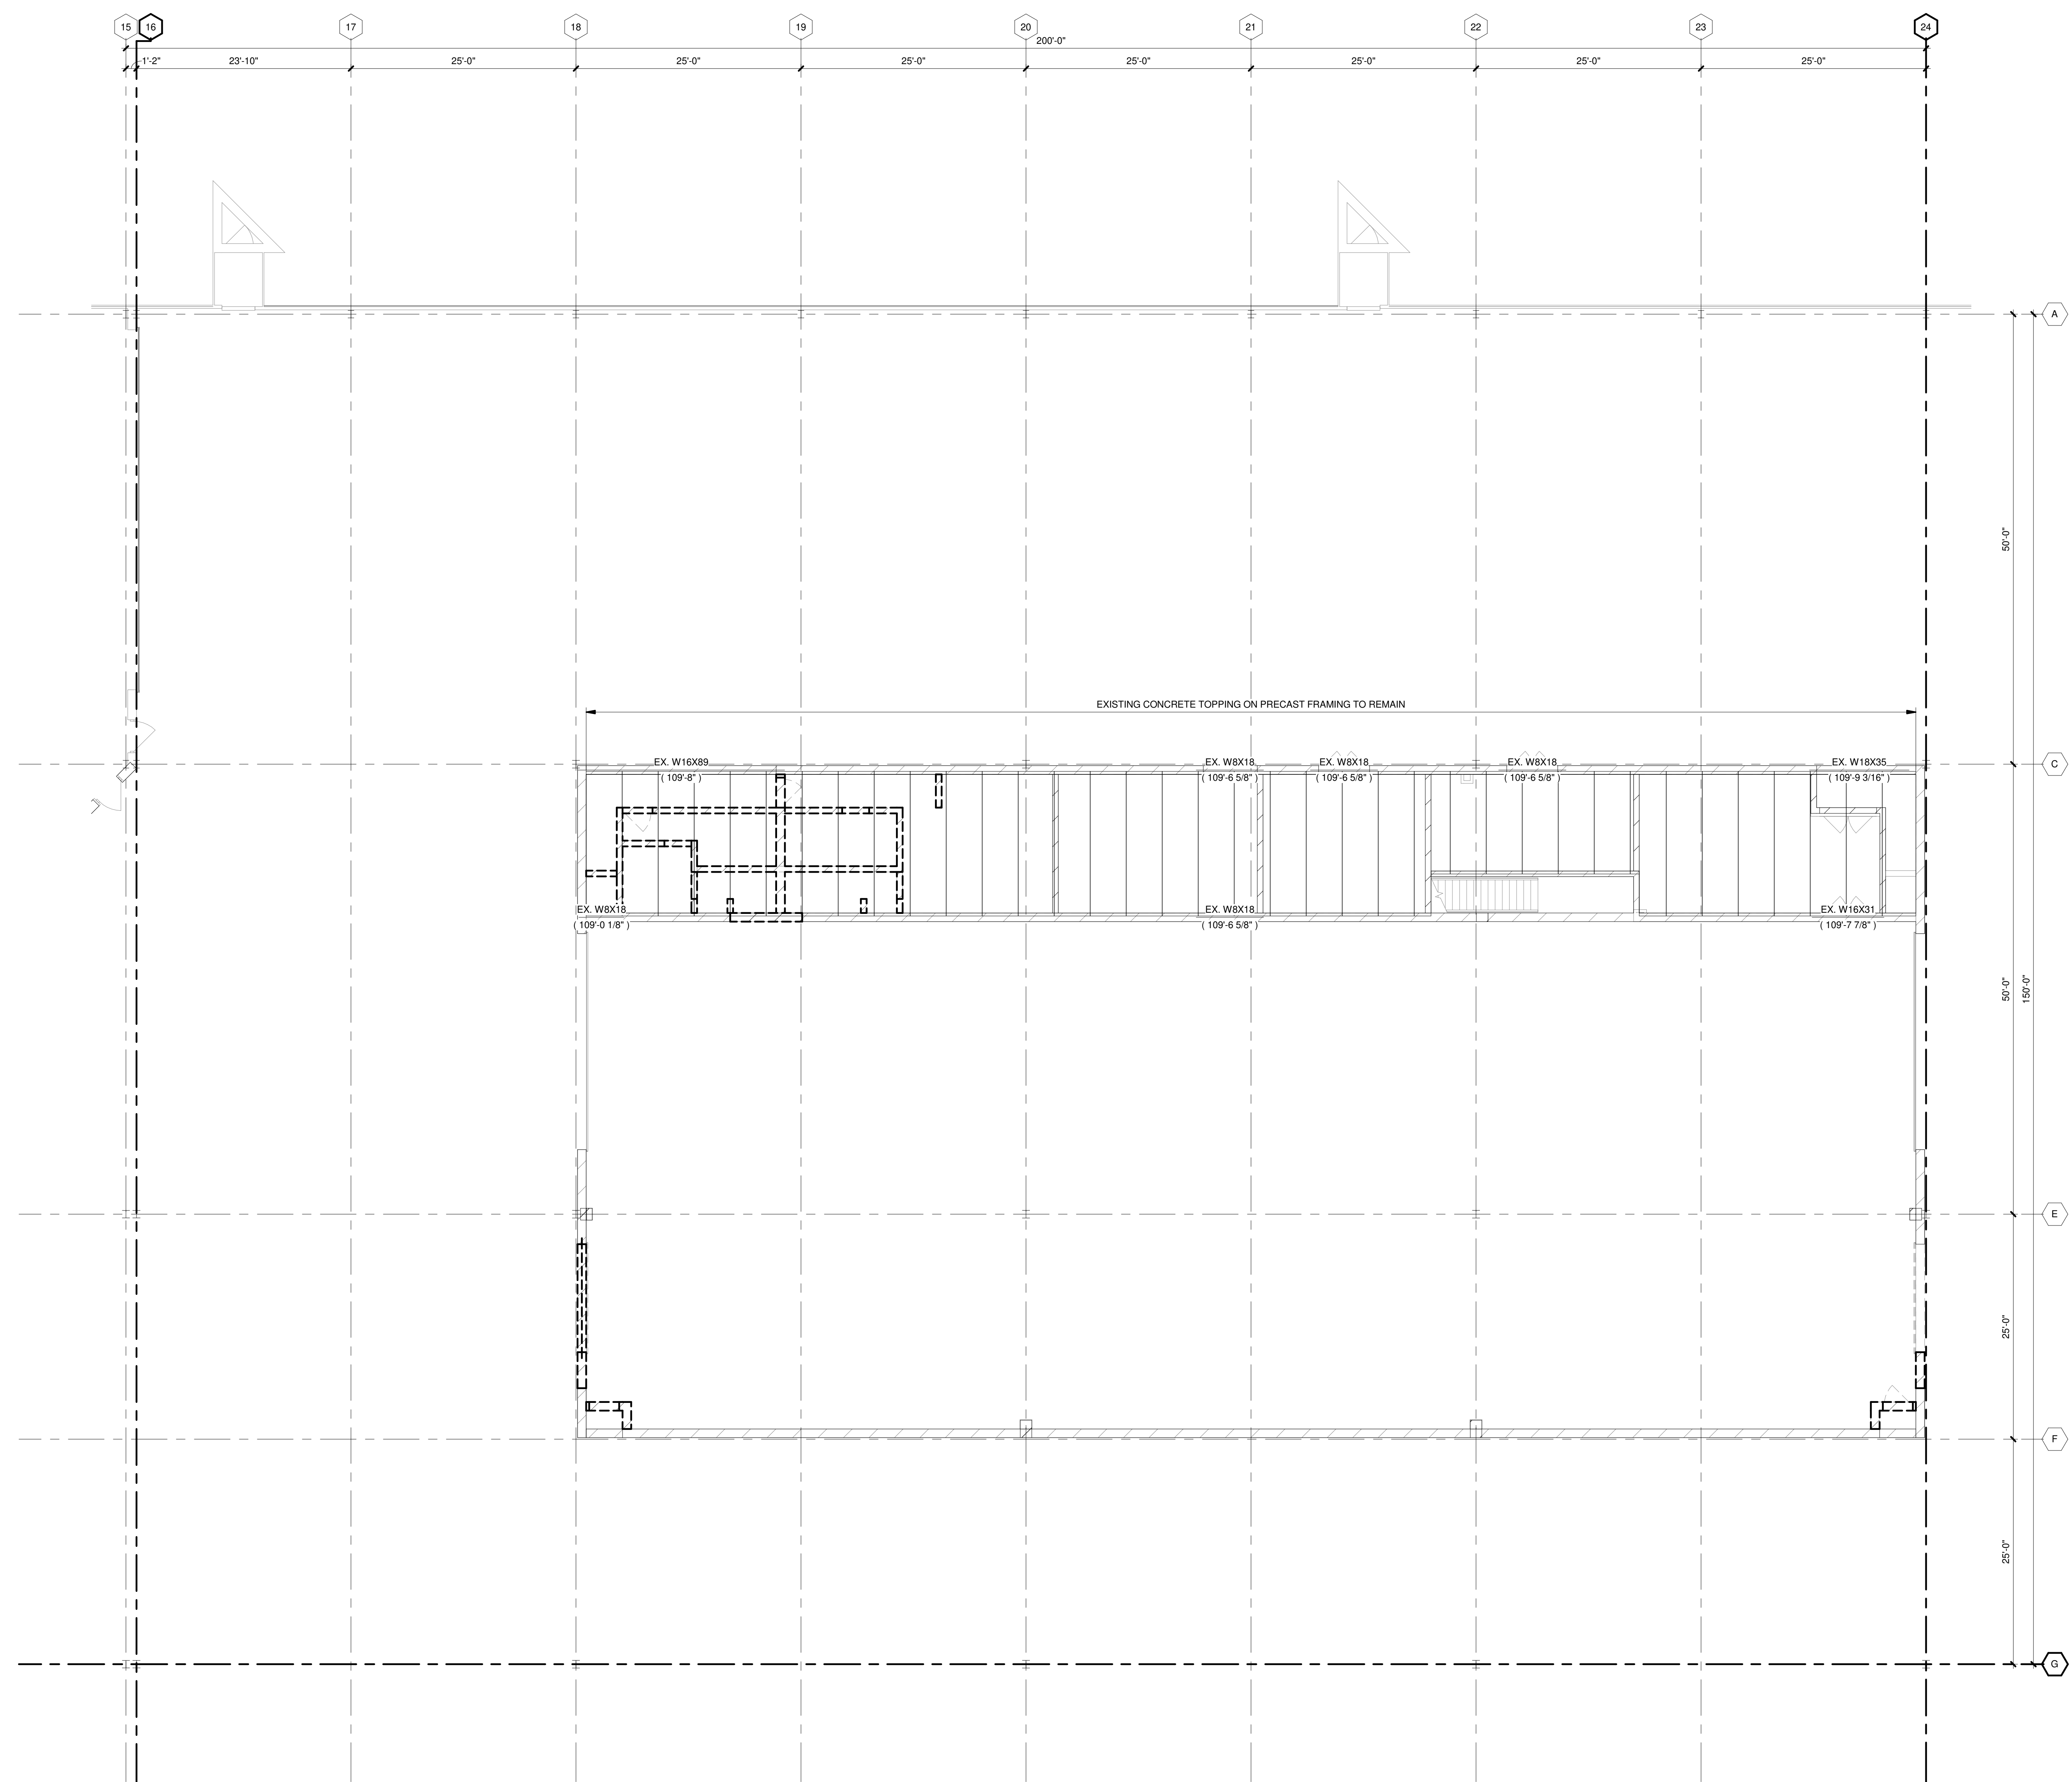 15
16
17
18
19
20
21
22
23
24
200'-0"
1'-2"
23'-10"
25'-0"
25'-0"
25'-0"
25'-0"
25'-0"
25'-0"
25'-0"
A
50'-0"
EXISTING CONCRETE TOPPING ON PRECAST FRAMING TO REMAIN
EX. W16X89
( 109'-8" )
EX. W8X18
( 109'-6 5/8" )
EX. W8X18
( 109'-6 5/8" )
EX. W8X18
( 109'-6 5/8" )
EX. W18X35
( 109'-9 3/16" )
C
EX. W8X18
( 109'-0 1/8" )
EX. W8X18
( 109'-6 5/8" )
EX. W16X31
( 109'-7 7/8" )
50'-0"
150'-0"
E
25'-0"
F
25'-0"
G